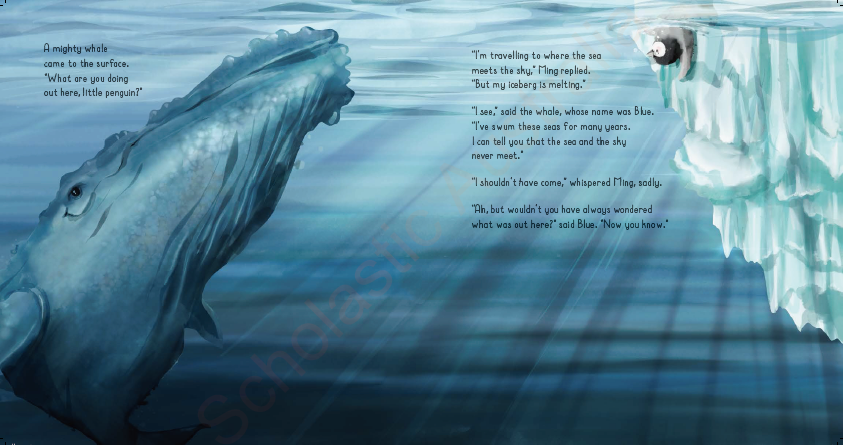 A mighty whale
came to the surface.
"What are you doing
out here, little penguin?"
"I'm travelling to where the sea
meets the sky," Ming replied.
"But my iceberg is melting."
"I see," said the whale, whose name was Blue.
"I've swum these seas for many years.
I can tell you that the sea and the sky
never meet."
"I shouldn't have come," whispered Ming, sadly.
"Ah, but wouldn't you have always wondered
what was out here?" said Blue. "Now you know."
Scholastic